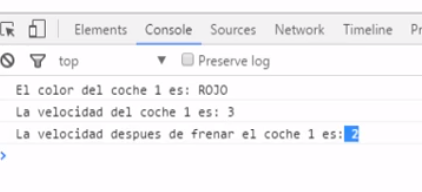 Elements Console Sources Network Timeline Pr
top Preserve log
El color del coche 1 es: ROJO
La velocidad del coche 1 es: 3
La velocidad despues de frenar el coche 1 es: 2